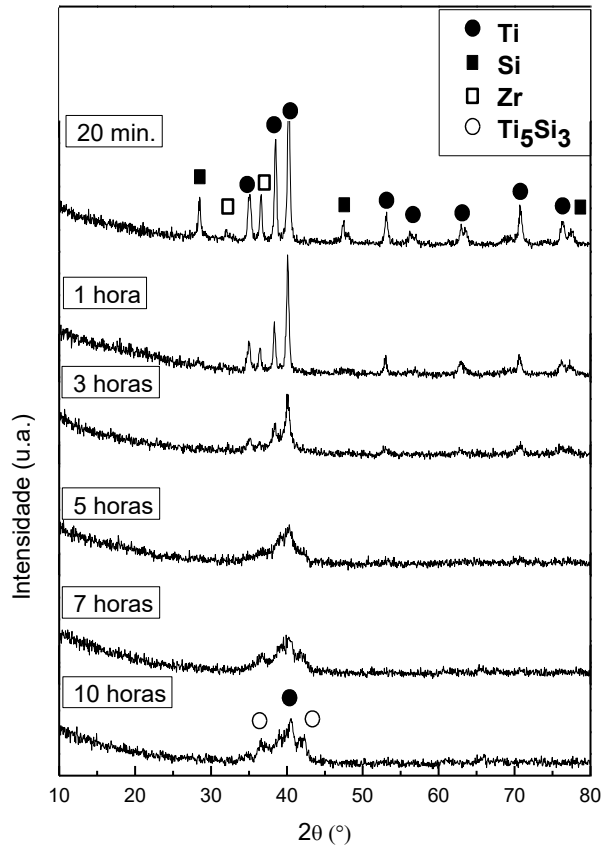 Ti
Si
Zr
Ti5Si3
20 min.
1 hora
3 horas
5 horas
7 horas
10 horas
Intensidade (u.a.)
10 20 30 40 50 60 70 80
2θ (°)